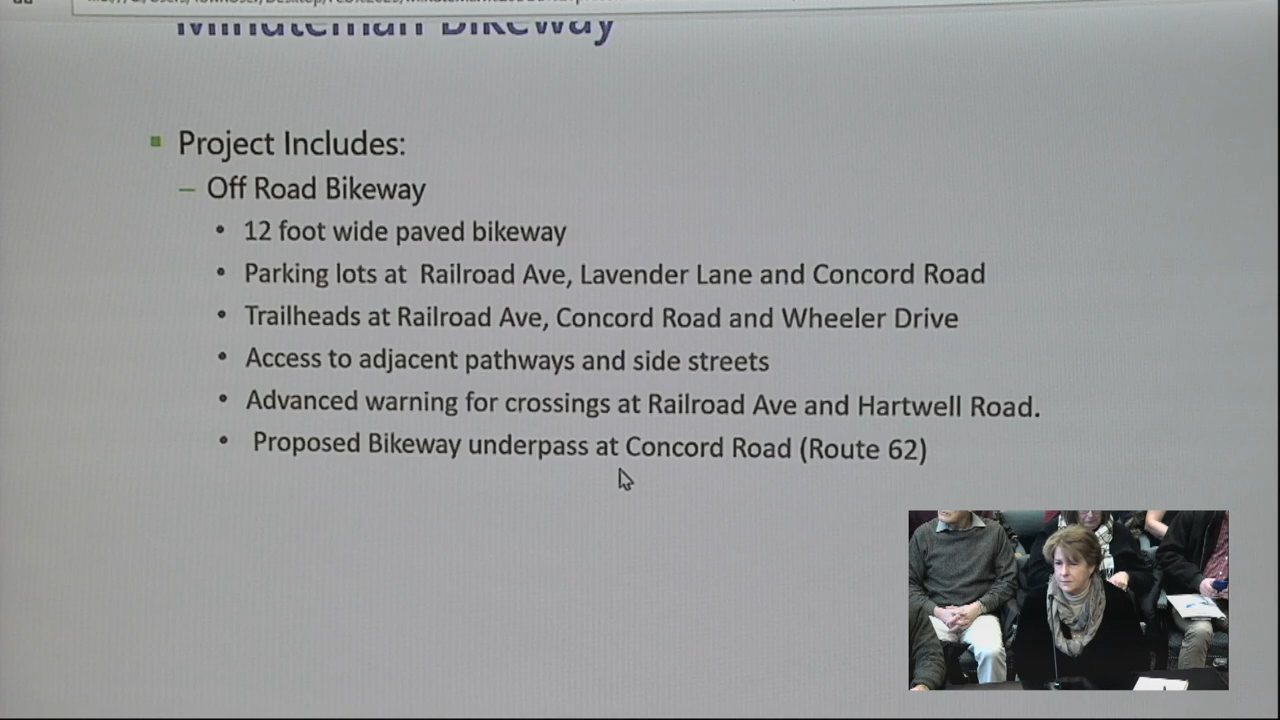 Minuteman Bikeway
Project Includes:
– Off Road Bikeway
• 12 foot wide paved bikeway
• Parking lots at Railroad Ave, Lavender Lane and Concord Road
• Trailheads at Railroad Ave, Concord Road and Wheeler Drive
• Access to adjacent pathways and side streets
• Advanced warning for crossings at Railroad Ave and Hartwell Road.
• Proposed Bikeway underpass at Concord Road (Route 62)